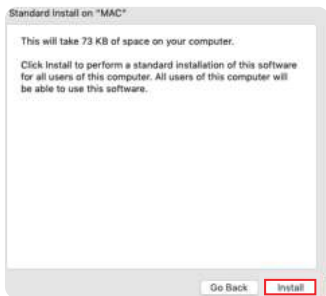 Standard Install on "MAC"
This will take 73 KB of space on your computer.
Click Install to perform a standard installation of this software
for all users of this computer. All users of this computer will
be able to use this software.
Go Back
Install